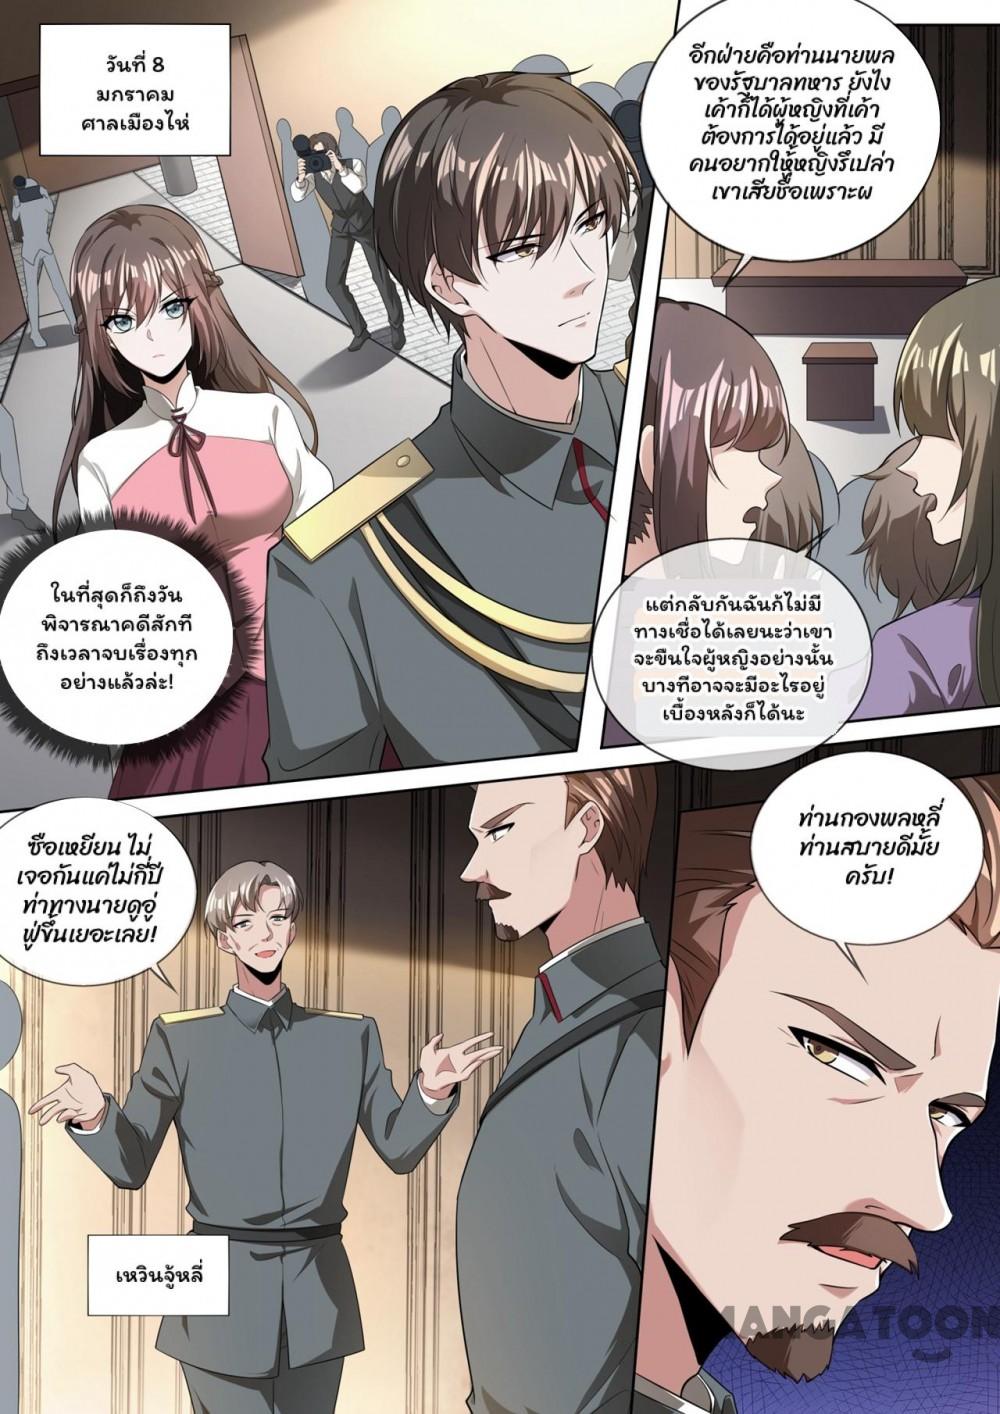 วันที่ 8
มกราคม
ศาลเมืองไห่
อีกฝ่ายคือท่านนายพล
ของรัฐบาลทหาร ยังไง
เค้าก็ได้ผู้หญิงที่เค้า
ต้องการได้อยู่แล้ว มี
คนอยากให้หญิงรึเปล่า
เขาเสียชื่อเพราะผ
ในที่สุดก็ถึงวัน
พิจารณาคดีสักที
ถึงเวลาจบเรื่องทุก
อย่างแล้วล่ะ!
แต่กลับกันฉันก็ไม่มี
ทางเชื่อได้เลยนะว่าเขา
จะขืนใจผู้หญิงอย่างนั้น
บางทีอาจจะมีอะไรอยู่
เบื้องหลังก็ได้นะ
ซือเหยียน ไม่
เจอกันแค่ไม่กี่ปี
ท่าทางนายดูอู่
ฟู่ขึ้นเยอะเลย!
ท่านกองพลหลี่
ท่านสบายดีมั้ย
ครับ!
เหวินจู้หลี่
MANGATOON